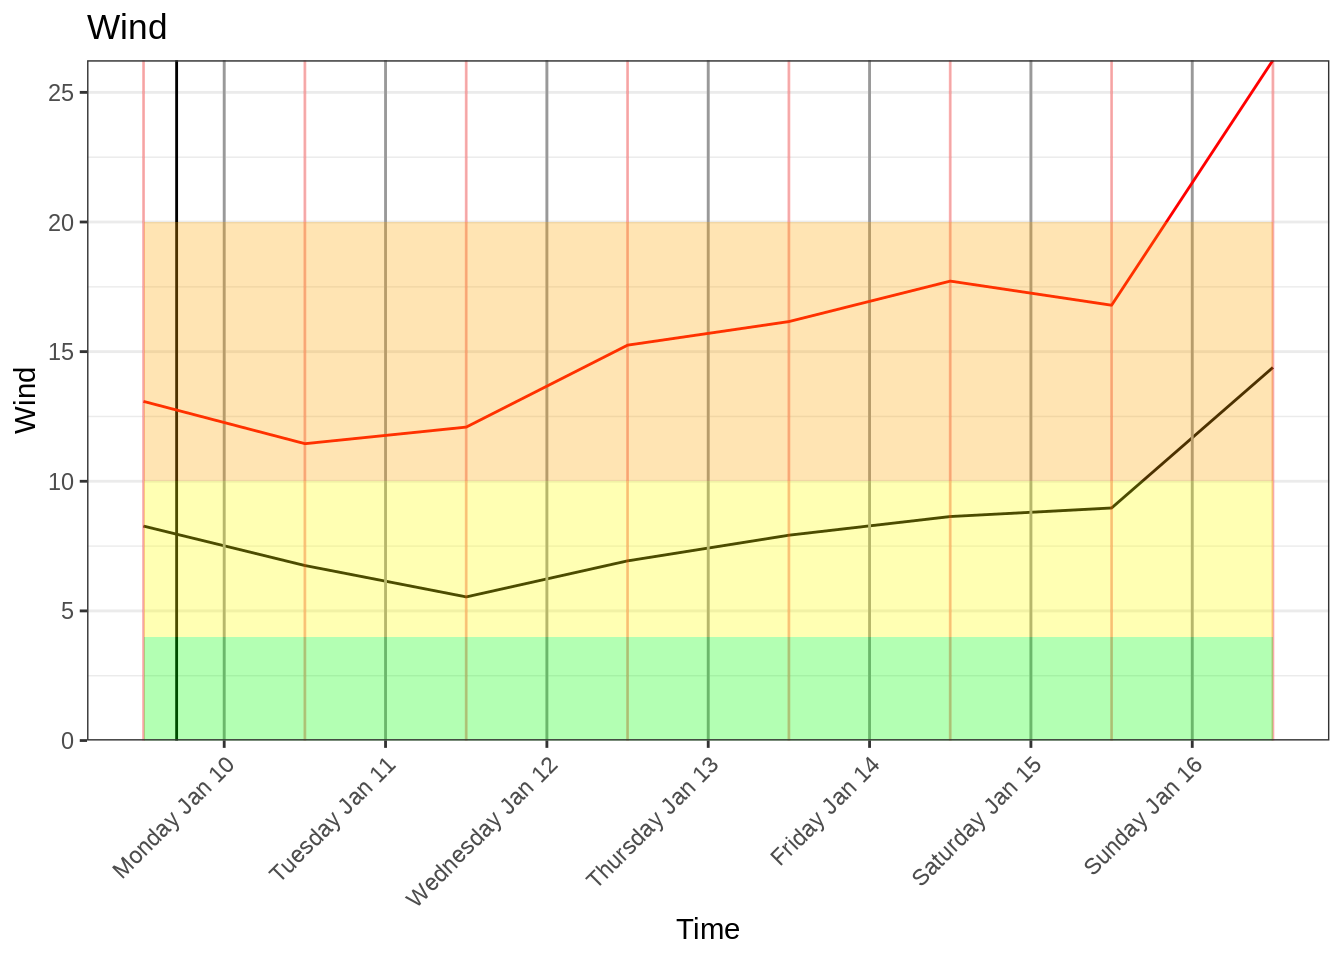 Wind
25
20
15
10
5
0
Wind
Monday Jan 10
Tuesday Jan 11
Wednesday Jan 12
Thursday Jan 13
Friday Jan 14
Saturday Jan 15
Sunday Jan 16
Time